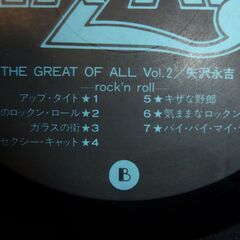 THE GREAT OF ALL Vol.2／矢沢永吉
—rock'n roll—
アップ・タイト★1
のロックン・ロール★2
ガラスの街★3
セクシー・キャット★4
5★キザな野郎
6★気ままなロックン
7★バイ・バイ・マイ・
B